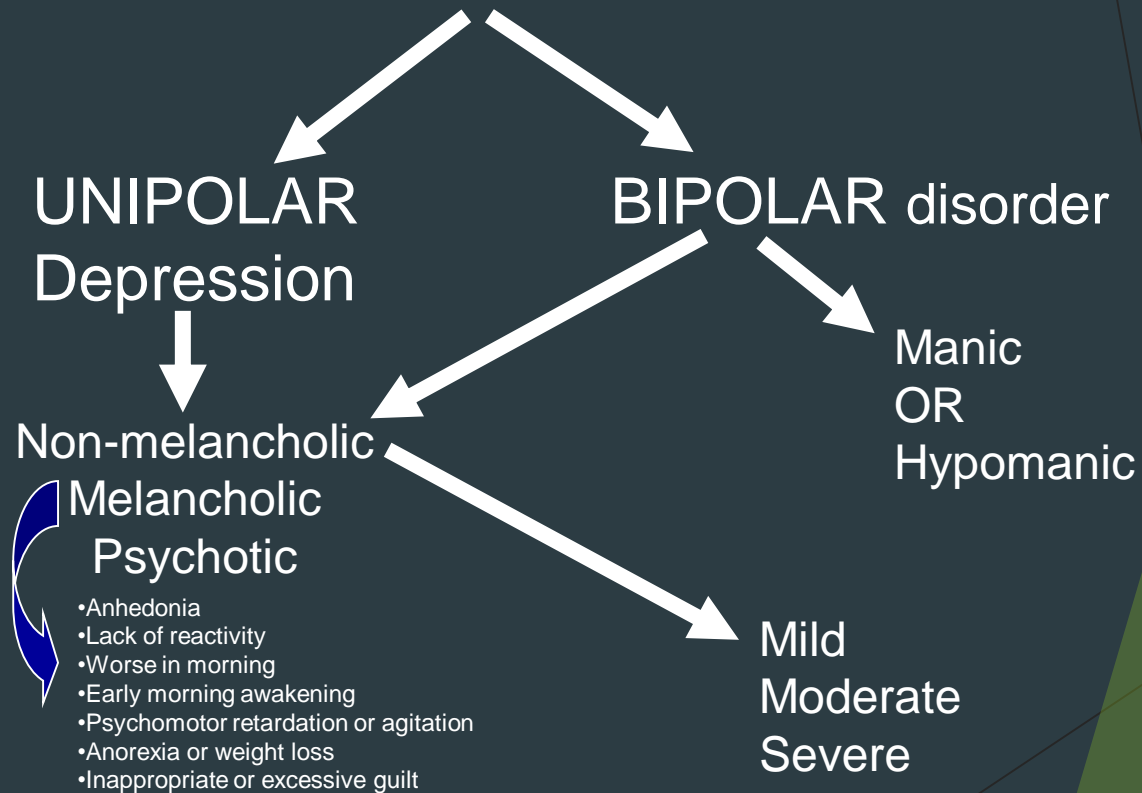 UNIPOLAR
Depression
BIPOLAR disorder
Manic
OR
Hypomanic
Non-melancholic
Melancholic
Psychotic
•Anhedonia
•Lack of reactivity
•Worse in morning
•Early morning awakening
•Psychomotor retardation or agitation
•Anorexia or weight loss
•Inappropriate or excessive guilt
Mild
Moderate
Severe